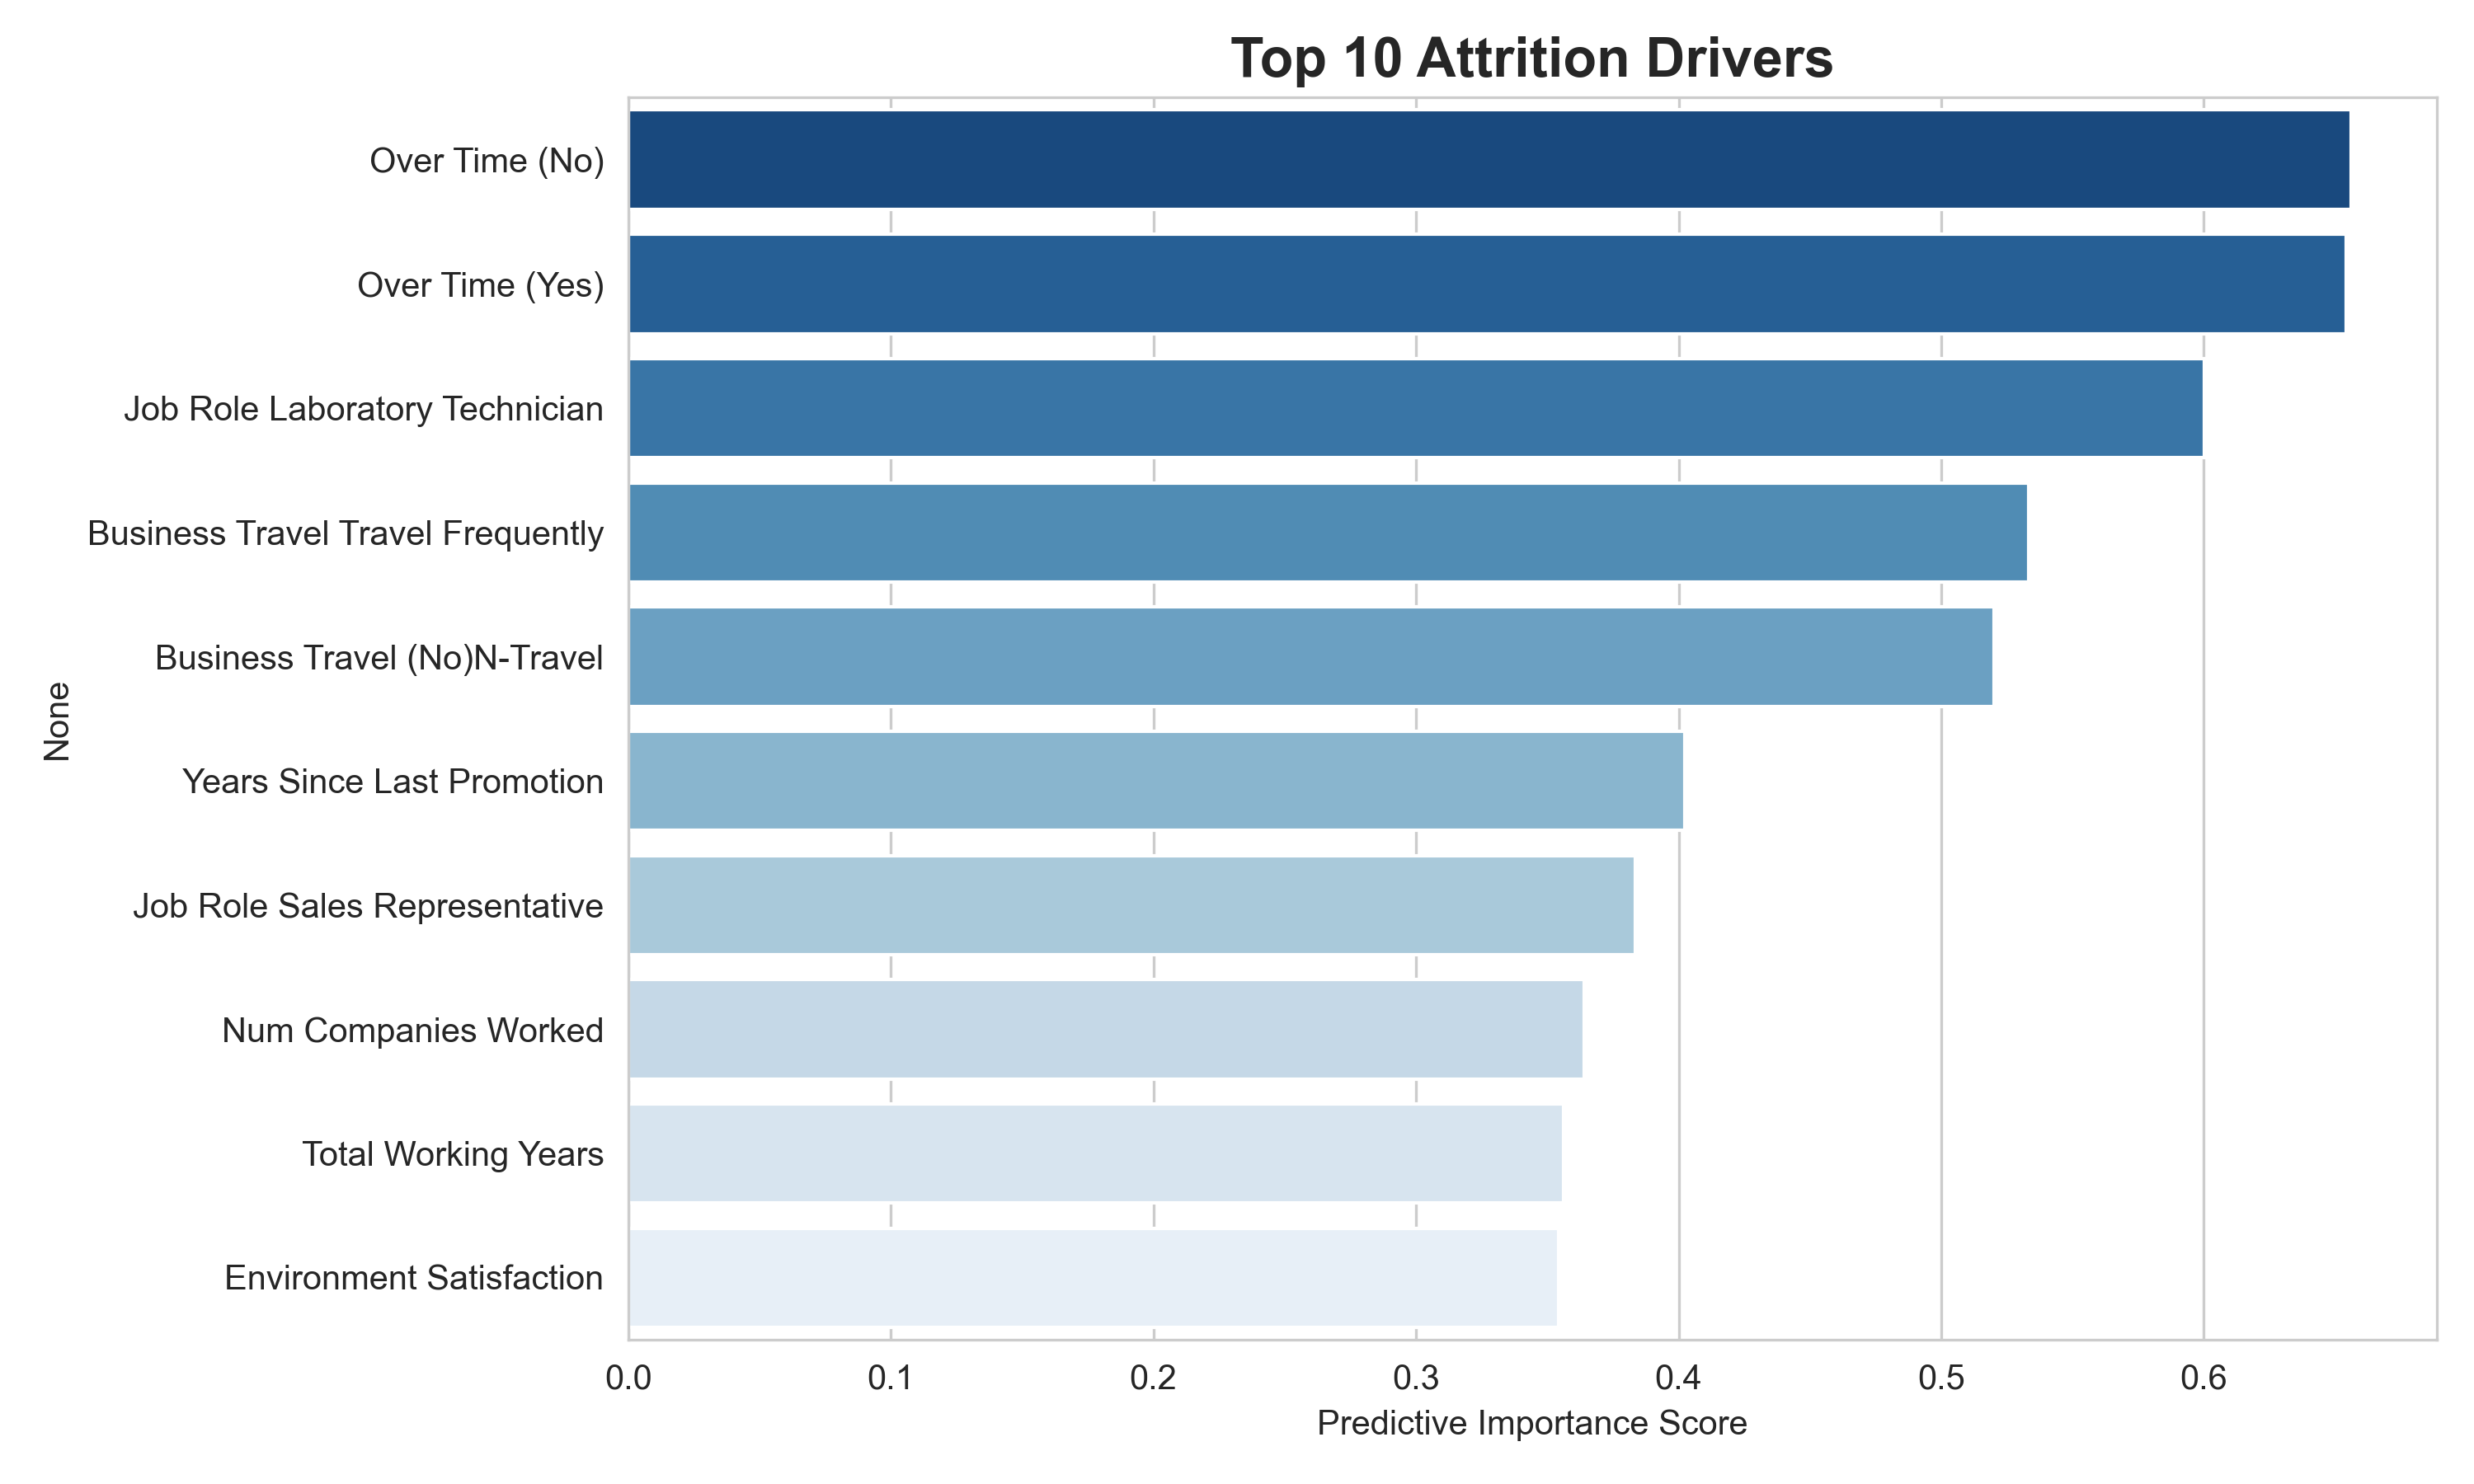 Top 10 Attrition Drivers
Over Time (No)
Over Time (Yes)
Job Role Laboratory Technician
Business Travel Travel Frequently
Business Travel (No)N-Travel
Years Since Last Promotion
Job Role Sales Representative
Num Companies Worked
Total Working Years
Environment Satisfaction
None
0.0 0.1 0.2 0.3 0.4 0.5 0.6
Predictive Importance Score